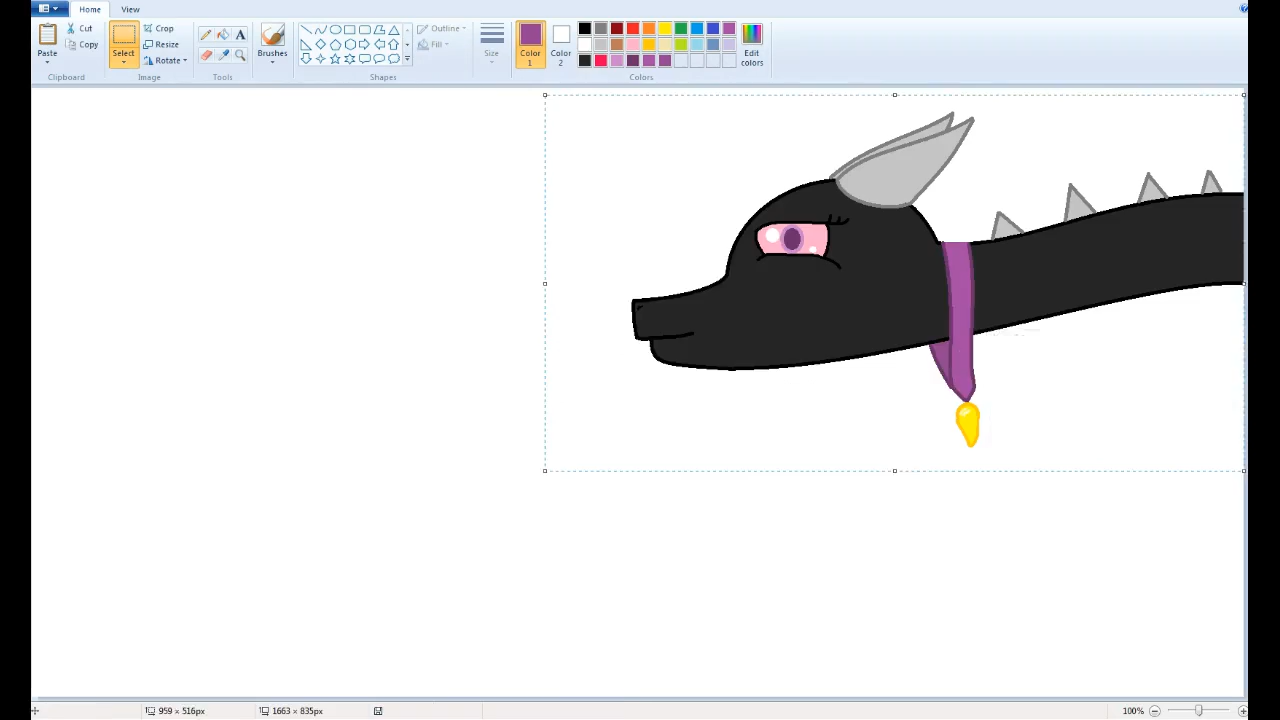 Home View
Paste
Cut
Copy
Clipboard
Select
Crop
Resize
Rotate
Image
A
Tools
Brushes
Outline
Fill
Shapes
Size
Color 1
Color 2
Edit colors
Colors
959 × 516px
1663 × 835px
100%